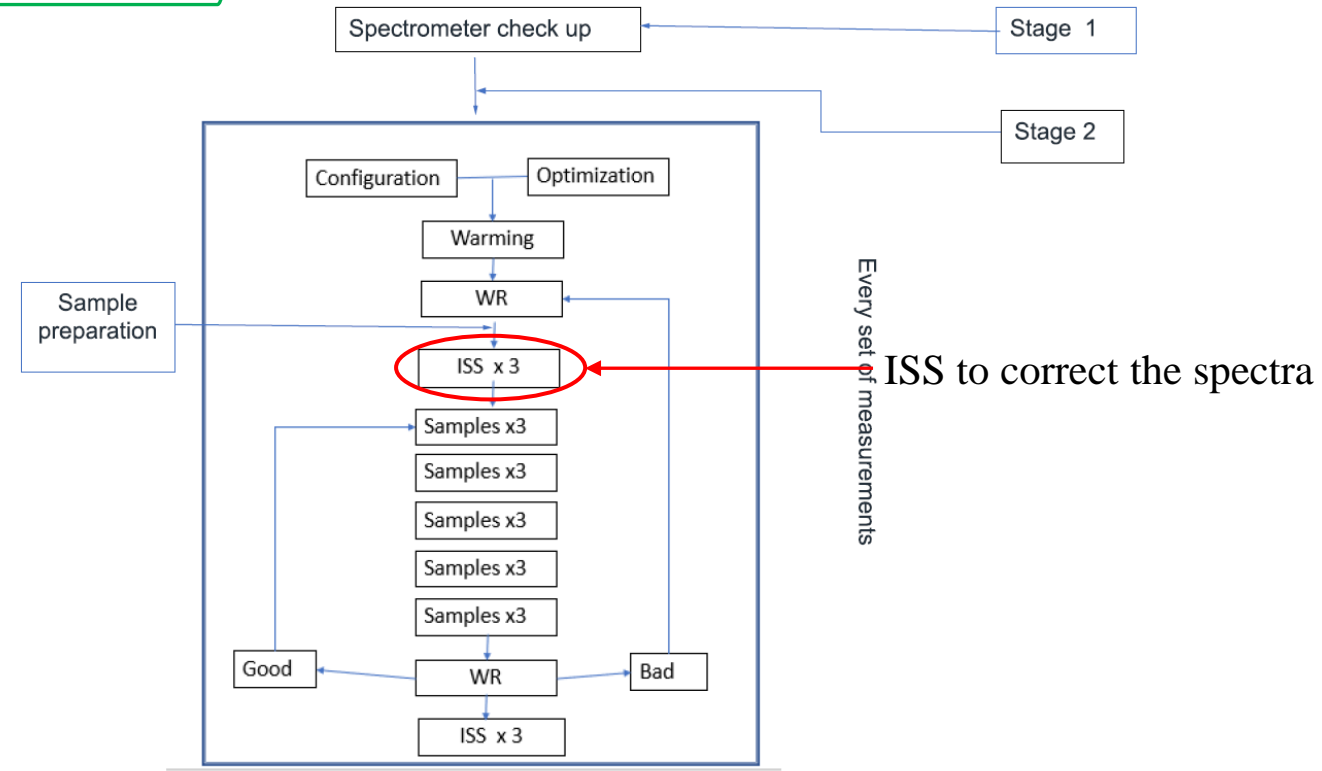 Spectrometer check up
Stage 1
Stage 2
Configuration
Optimization
Warming
WR
Sample
preparation
ISS x 3
ISS to correct the spectra
Every set of measurements
Samples x3
Samples x3
Samples x3
Samples x3
Samples x3
Good
WR
Bad
ISS x 3